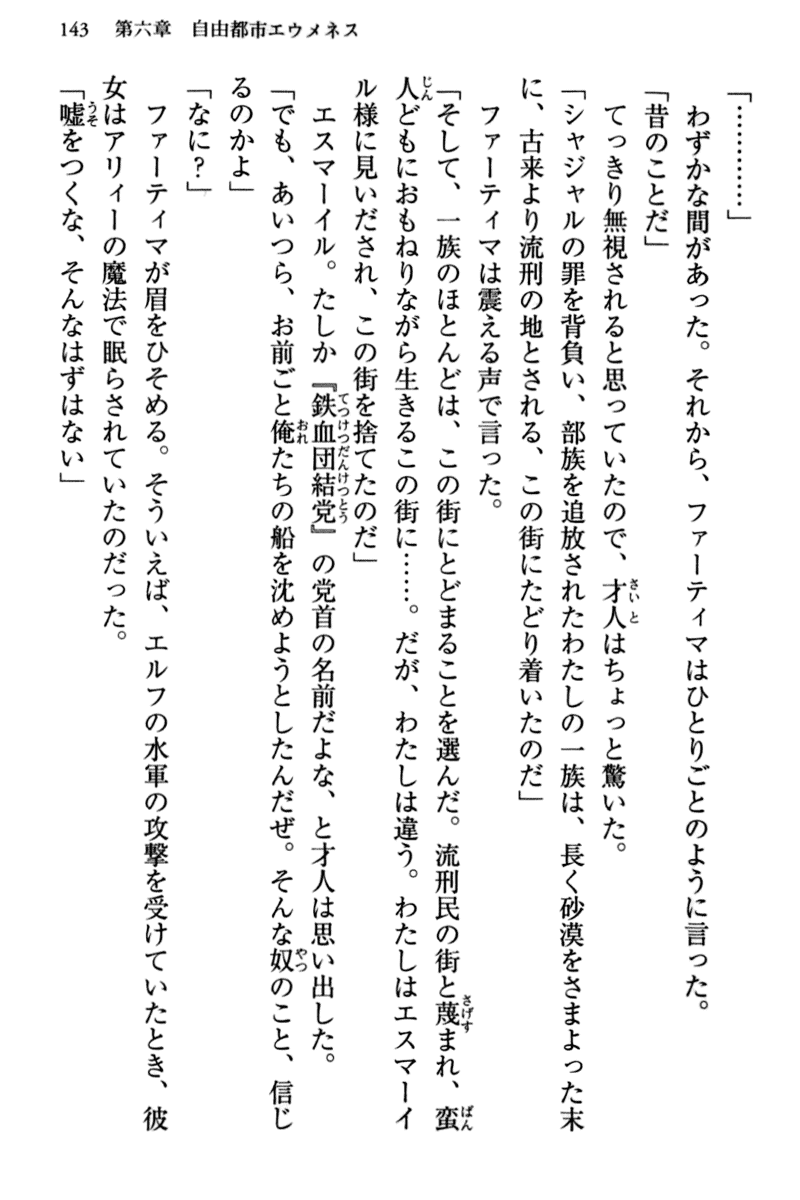 143　第六章　自由都市エウメネス
「…………」
　わずかな間があった。それから、ファーティマはひとりごとのように言った。
「昔のことだ」
　てっきり無視されると思っていたので、才人はちょっと驚いた。
「シャジャルの罪を背負い、部族を追放されたわたしの一族は、長く砂漠をさまよった末
に、古来より流刑の地とされる、この街にたどり着いたのだ」
　ファーティマは震える声で言った。
「そして、一族のほとんどは、この街にとどまることを選んだ。流刑民の街と蔑まれ、蛮
人どもにおもねりながら生きるこの街に……。だが、わたしは違う。わたしはエスマーイ
ル様に見いだされ、この街を捨てたのだ」
　エスマーイル。たしか『鉄血団結党』の党首の名前だよな、と才人は思い出した。
「でも、あいつら、お前ごと俺たちの船を沈めようとしたんだぜ。そんな奴のこと、信じ
るのかよ」
「なに？」
　ファーティマが眉をひそめる。そういえば、エルフの水軍の攻撃を受けていたとき、彼
女はアリィーの魔法で眠らされていたのだった。
「嘘をつくな、そんなはずはない」